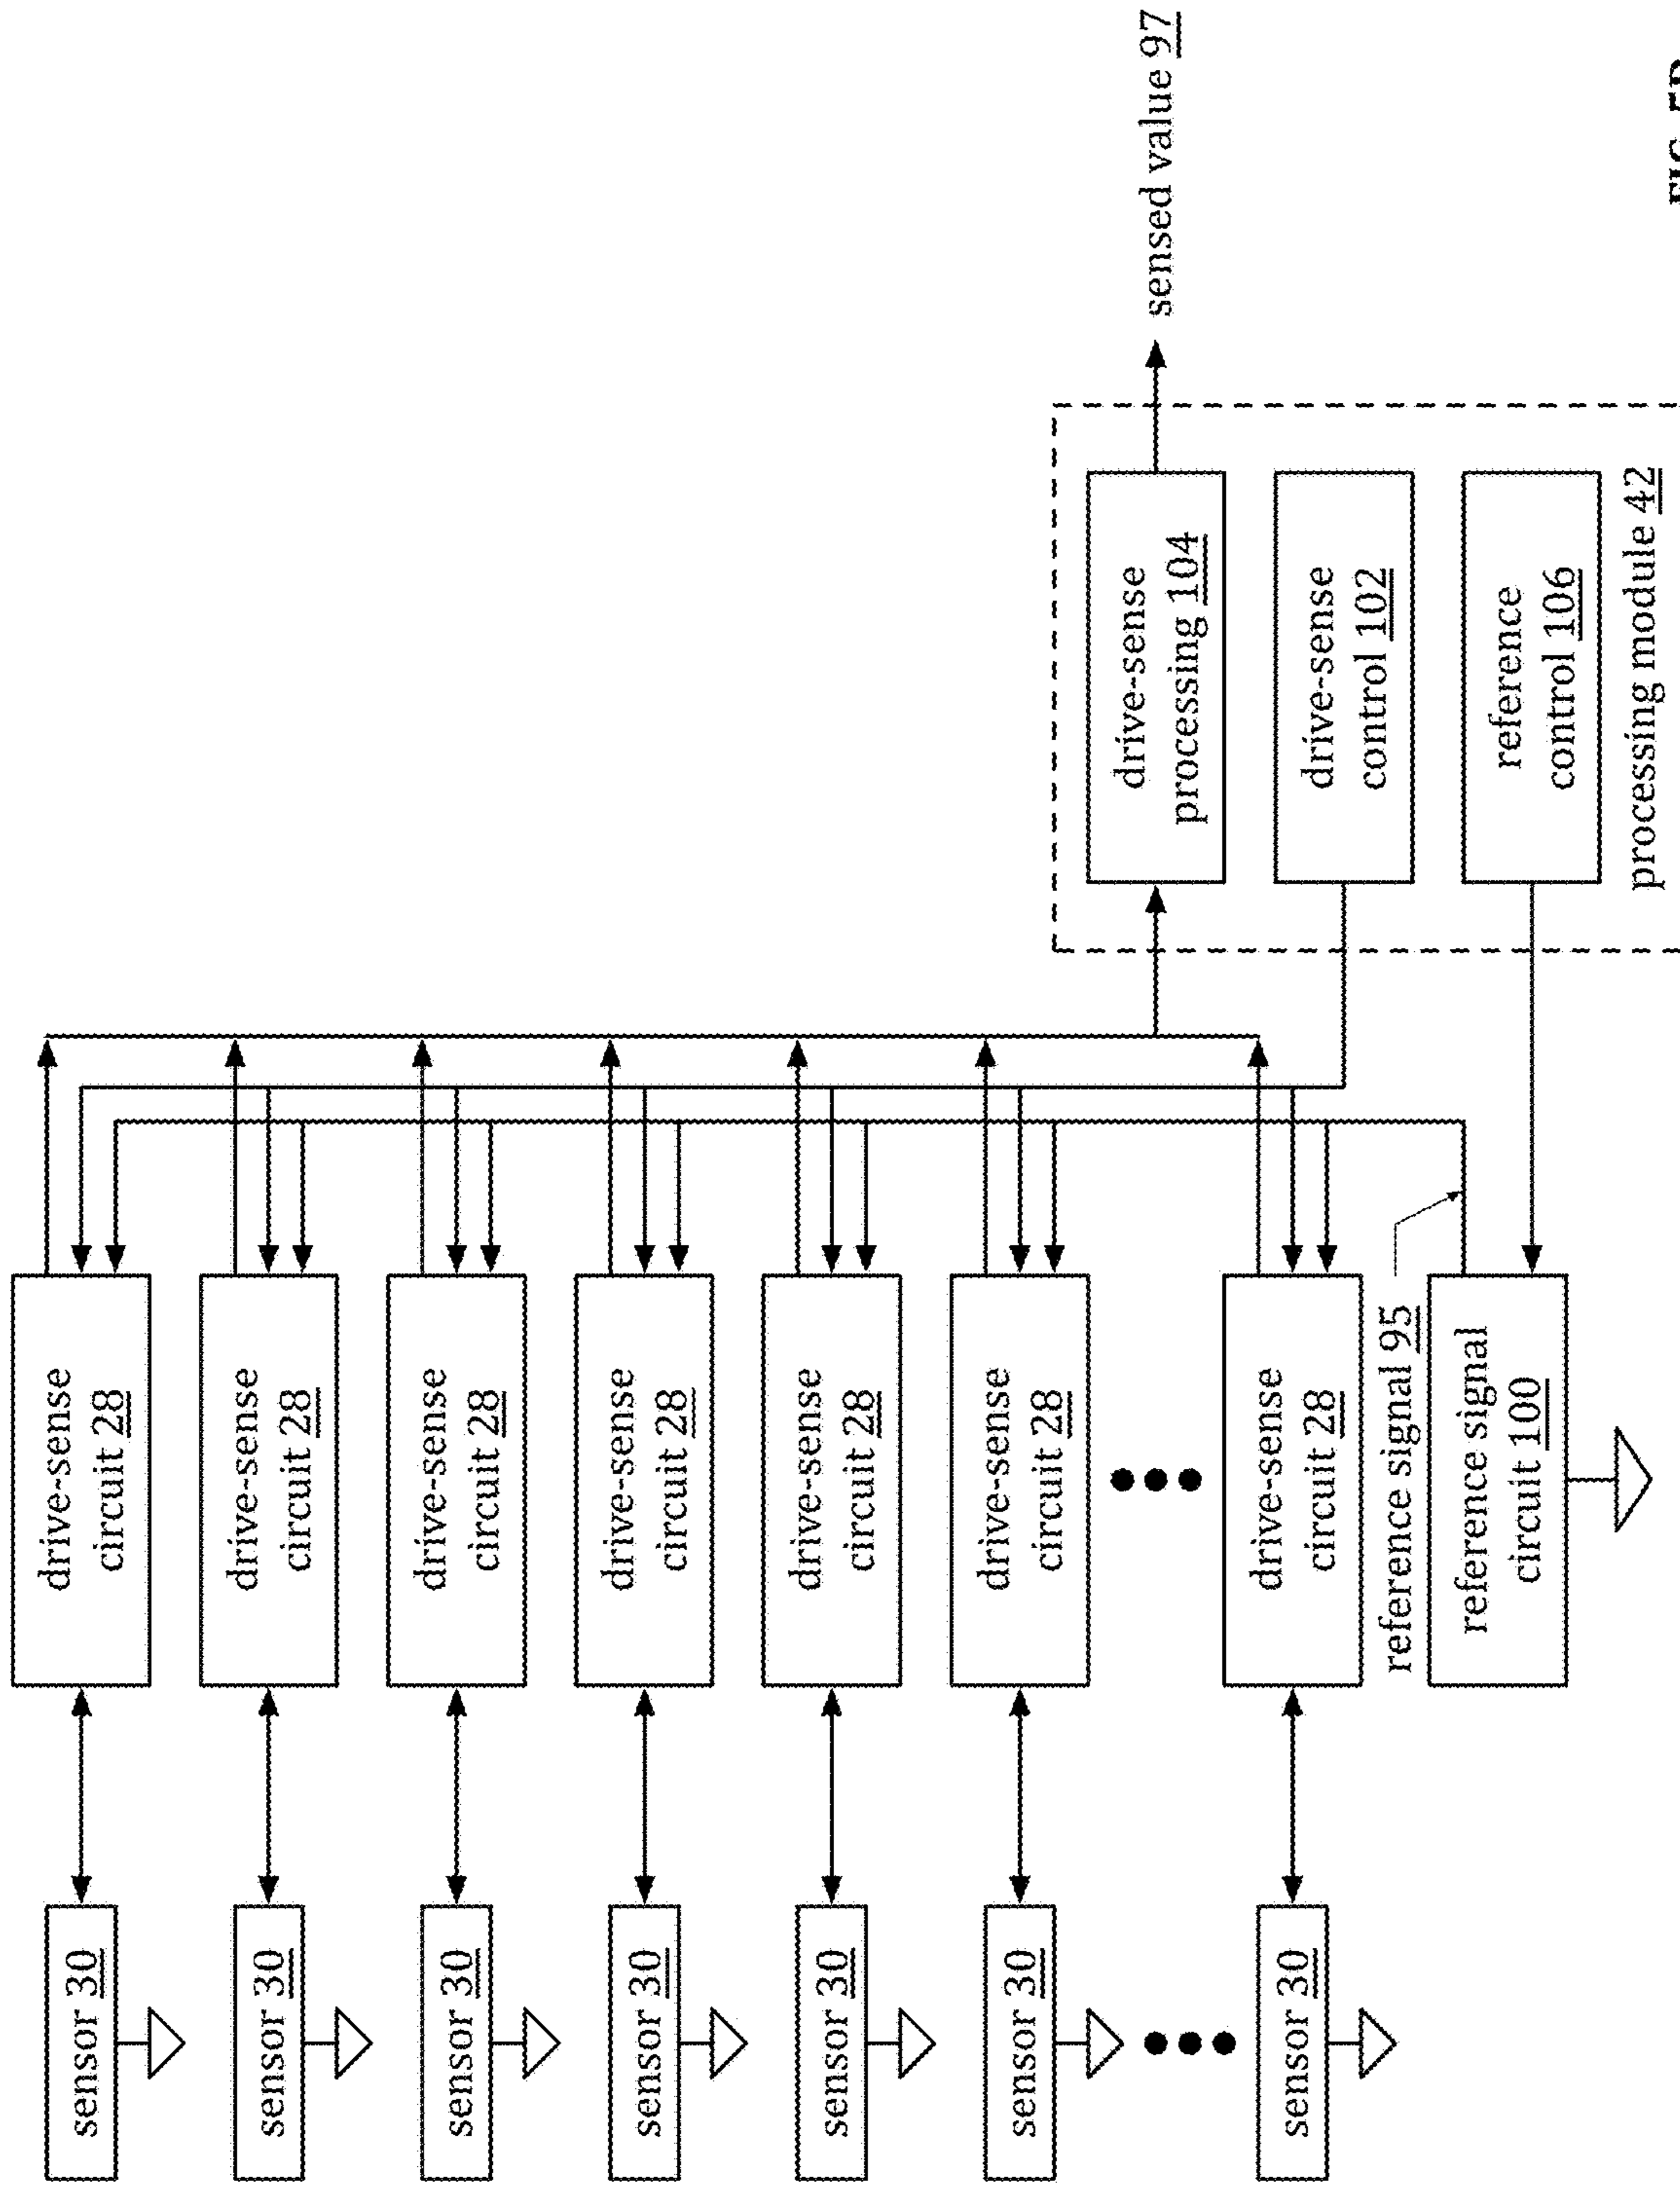 sensor 30
drive-sense
circuit 28
sensor 30
drive-sense
circuit 28
sensor 30
drive-sense
circuit 28
sensor 30
drive-sense
circuit 28
sensor 30
drive-sense
circuit 28
sensor 30
drive-sense
circuit 28
sensor 30
drive-sense
circuit 28
reference signal 95
reference signal
circuit 100
drive-sense
processing 104
drive-sense
control 102
reference
control 106
processing module 42
sensed value 97
FIG.